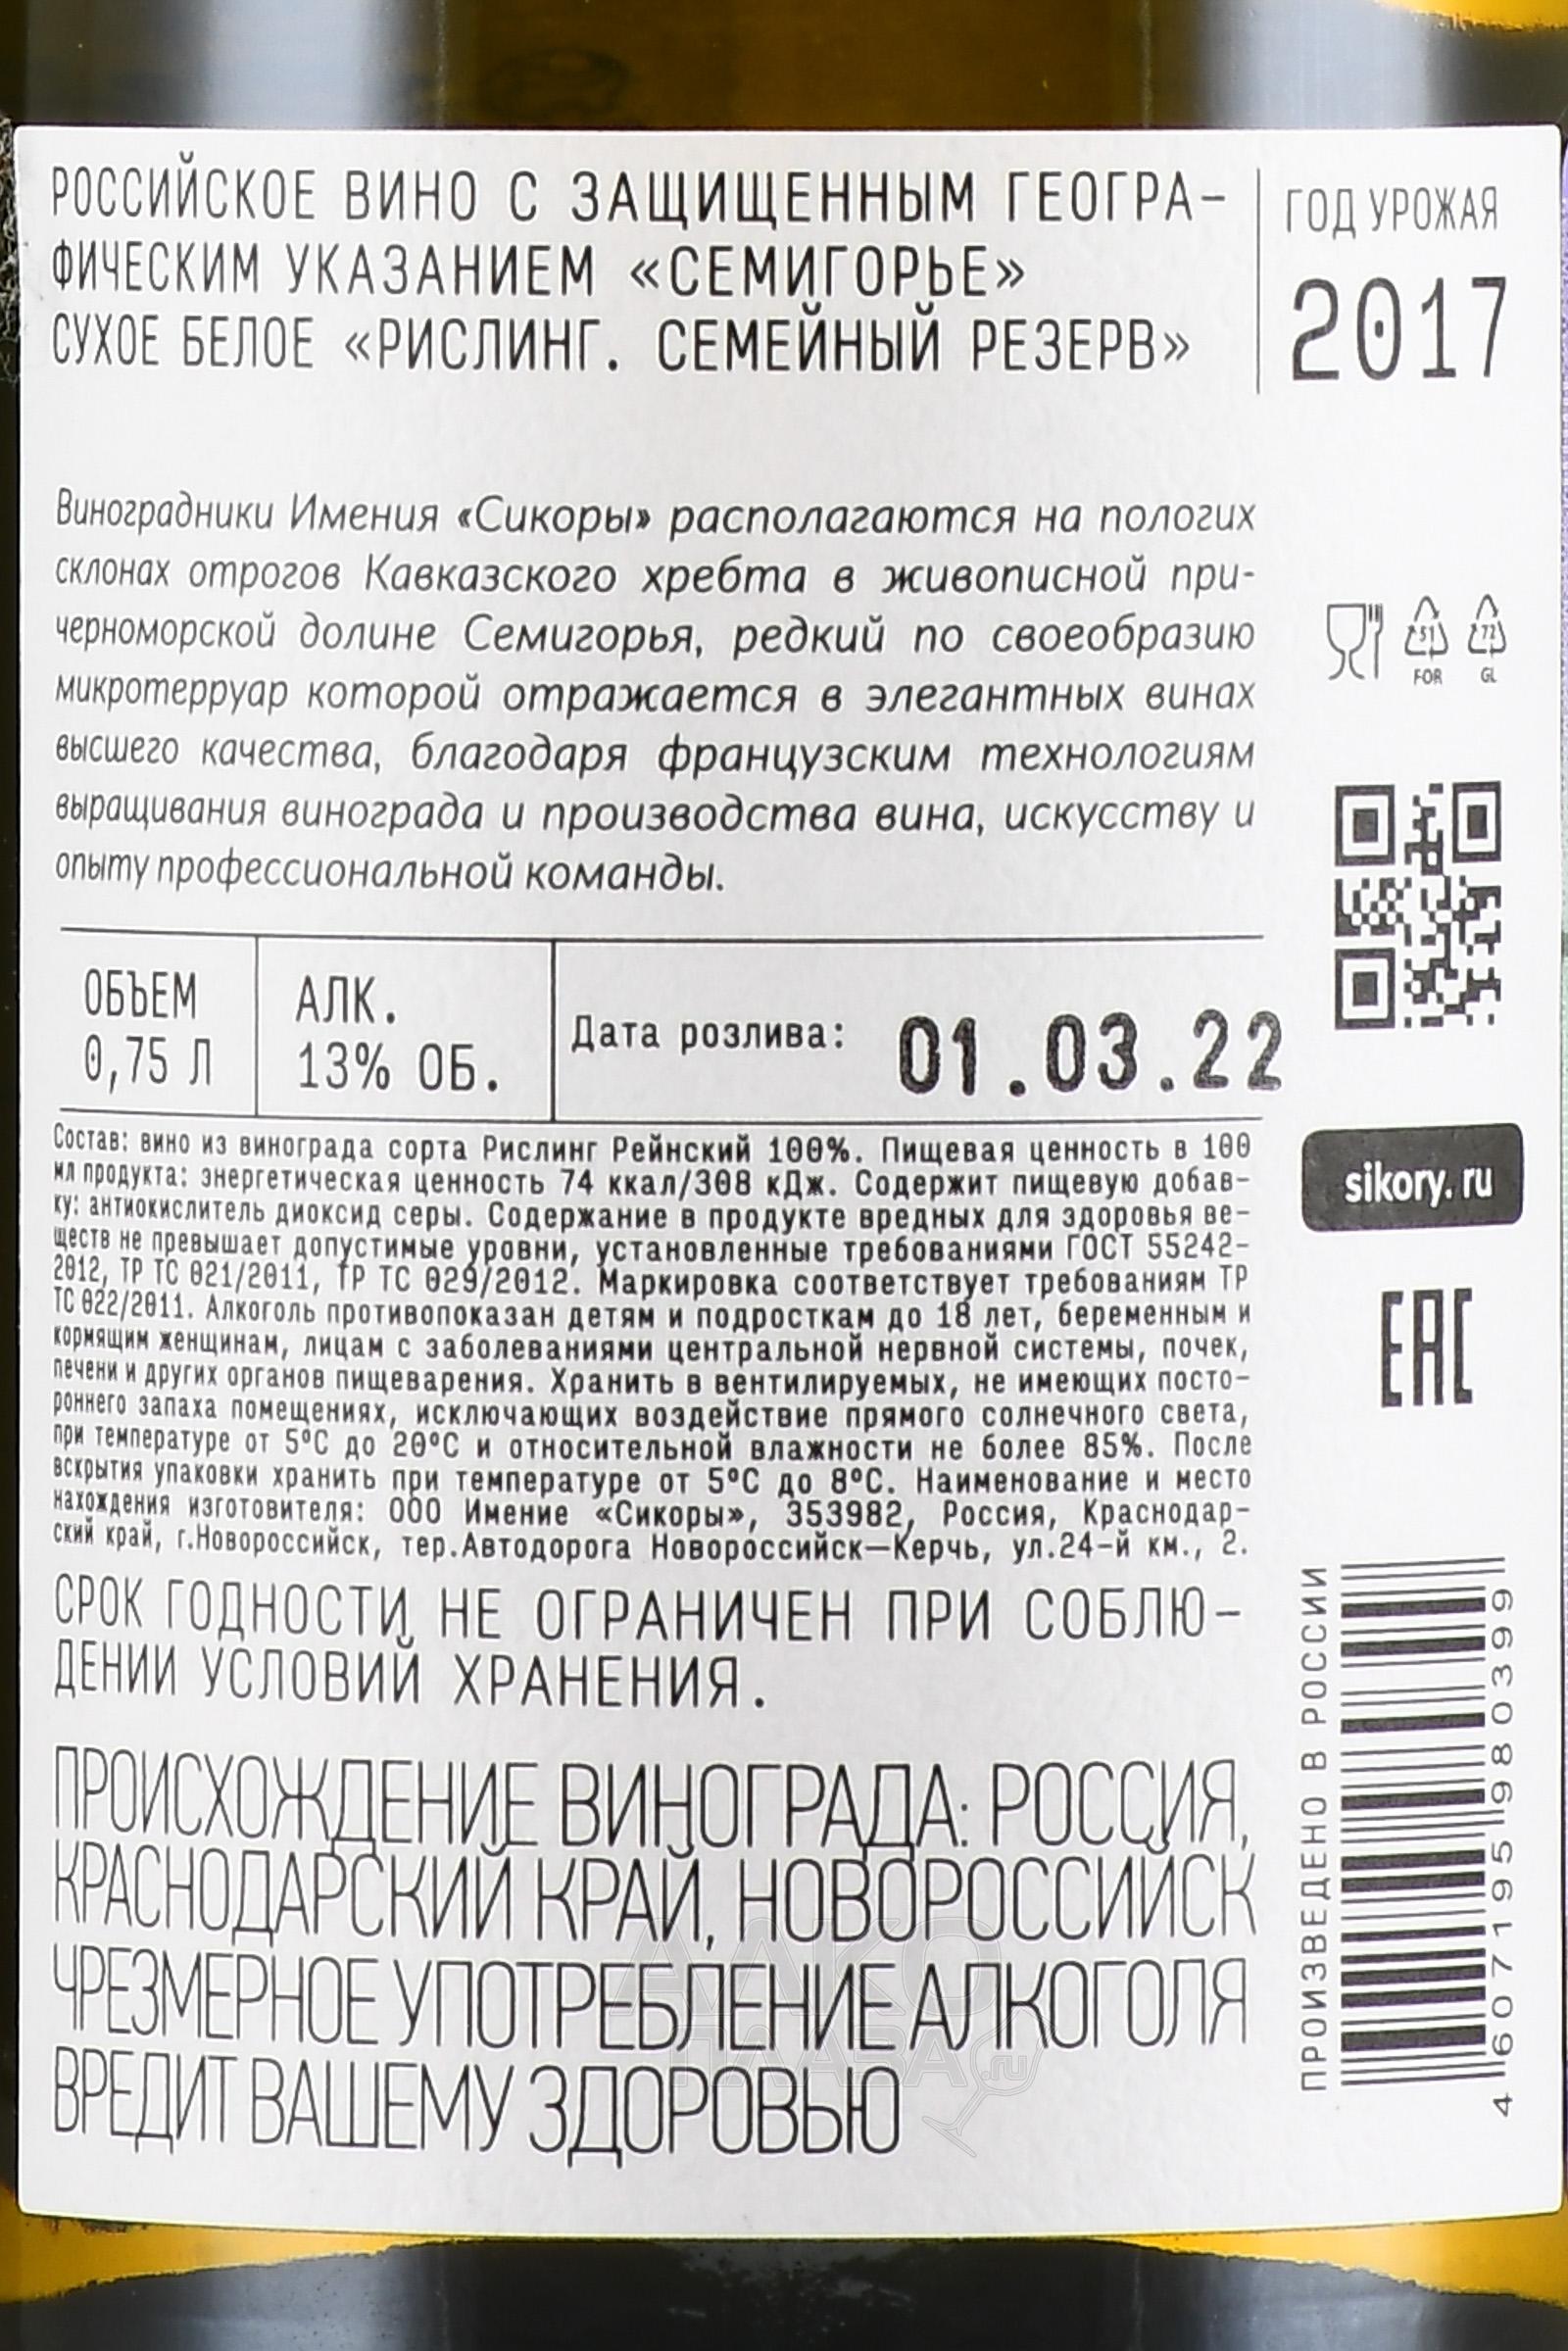 РОССИЙСКОЕ ВИНО С ЗАЩИЩЕННЫМ ГЕОГРА-
ФИЧЕСКИМ УКАЗАНИЕМ «СЕМИГОРЬЕ»
СУХОЕ БЕЛОЕ «РИСЛИНГ. СЕМЕЙНЫЙ РЕЗЕРВ»
ГОД УРОЖАЯ
2017
Виноградники Имения «Сикоры» располагаются на пологих
склонах отрогов Кавказского хребта в живописной при-
черноморской долине Семигорья, редкий по своеобразию
микротерруар которой отражается в элегантных винах
высшего качества, благодаря французским технологиям
выращивания винограда и производства вина, искусству и
опыту профессиональной команды.
51
FOR
72
GL
ОБЪЕМ
0,75 Л
АЛК.
13% ОБ.
Дата розлива: 01.03.22
Состав: вино из винограда сорта Рислинг Рейнский 100%. Пищевая ценность в 100
мл продукта: энергетическая ценность 74 ккал/308 кДж. Содержит пищевую добав-
ку: антиокислитель диоксид серы. Содержание в продукте вредных для здоровья ве-
ществ не превышает допустимые уровни, установленные требованиями ГОСТ 55242-
2012, ТР ТС 021/2011, ТР ТС 029/2012. Маркировка соответствует требованиям ТР
ТС 022/2011. Алкоголь противопоказан детям и подросткам до 18 лет, беременным и
кормящим женщинам, лицам с заболеваниями центральной нервной системы, почек,
печени и других органов пищеварения. Хранить в вентилируемых, не имеющих посто-
роннего запаха помещениях, исключающих воздействие прямого солнечного света,
при температуре от 5°С до 20°С и относительной влажности не более 85%. После
вскрытия упаковки хранить при температуре от 5°С до 8°С. Наименование и место
нахождения изготовителя: ООО Имение «Сикоры», 353982, Россия, Краснодар-
ский край, г.Новороссийск, тер.Автодорога Новороссийск—Керчь, ул.24-й км., 2.
СРОК ГОДНОСТИ НЕ ОГРАНИЧЕН ПРИ СОБЛЮ-
ДЕНИИ УСЛОВИЙ ХРАНЕНИЯ.
ПРОИСХОЖДЕНИЕ ВИНОГРАДА: РОССИЯ,
КРАСНОДАРСКИЙ КРАЙ, НОВОРОССИЙСК
ЧРЕЗМЕРНОЕ УПОТРЕБЛЕНИЕ АЛКОГОЛЯ
ВРЕДИТ ВАШЕМУ ЗДОРОВЬЮ
sikory.ru
EAC
ПРОИЗВЕДЕНО В РОССИИ
4 607195 980399
АЛКО
ПЛАЗА.ru